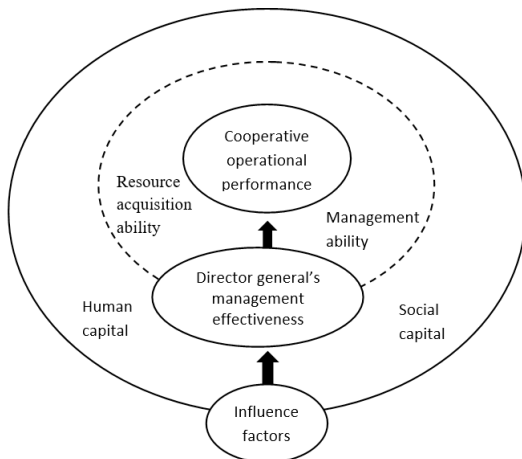 Cooperative
operational
performance
Resource
acquisition
ability
Management
ability
Director general's
management
effectiveness
Human
capital
Social
capital
Influence
factors